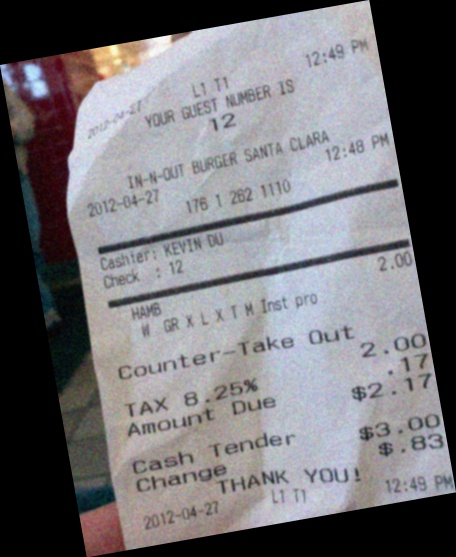 2012-04-27 L1 T1 12:49 PM
YOUR GUEST NUMBER IS
12
IN-N-OUT BURGER SANTA CLARA
2012-04-27 12:48 PM
176 1 262 1110
Cashier: KEVIN DU
Check : 12
HAMB 2.00
W GR X L X T M Inst pro
Counter-Take Out 2.00
TAX 8.25% .17
Amount Due $2.17
Cash Tender $3.00
Change $.83
THANK YOU!
2012-04-27 L1 T1 12:49 PM